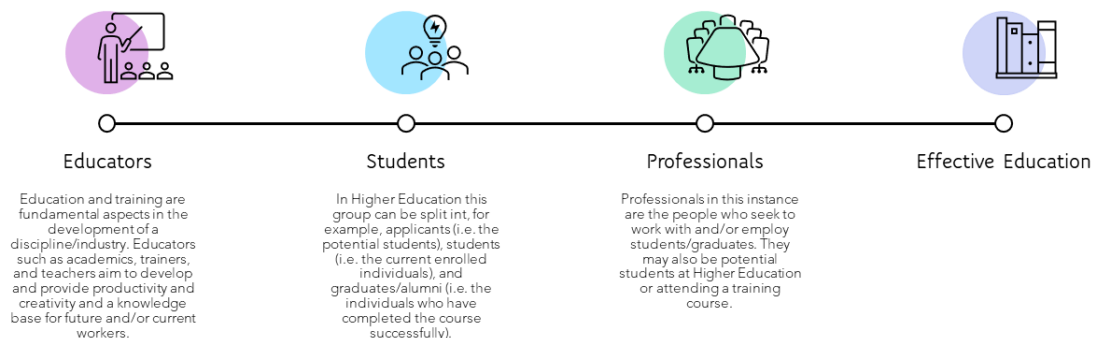 Educators
Education and training are
fundamental aspects in the
development of a
discipline/industry. Educators
such as academics, trainers,
and teachers aim to develop
and provide productivity and
creativity and a knowledge
base for future and/or current
workers.
Students
In Higher Education this
group can be split int, for
example, applicants (i.e. the
potential students), students
(i.e. the current enrolled
individuals), and
graduates/alumni (i.e. the
individuals who have
completed the course
successfully).
Professionals
Professionals in this instance
are the people who seek to
work with and/or employ
students/graduates. They
may also be potential
students at Higher Education
or attending a training
course.
Effective Education